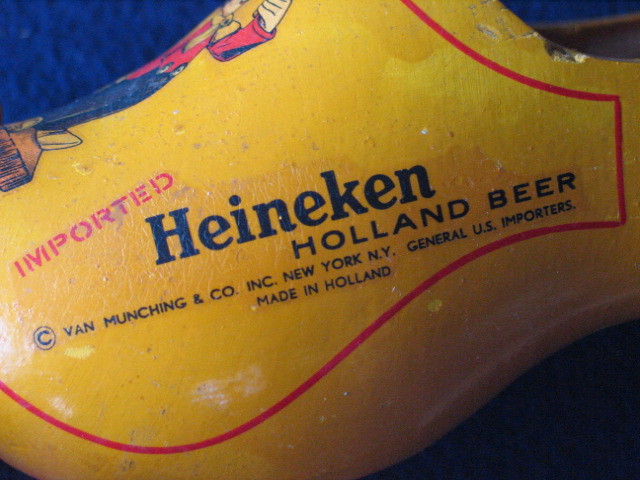 IMPORTED
Heineken
HOLLAND BEER
© VAN MUNCHING & CO. INC. NEW YORK N.Y. GENERAL U.S. IMPORTERS.
MADE IN HOLLAND